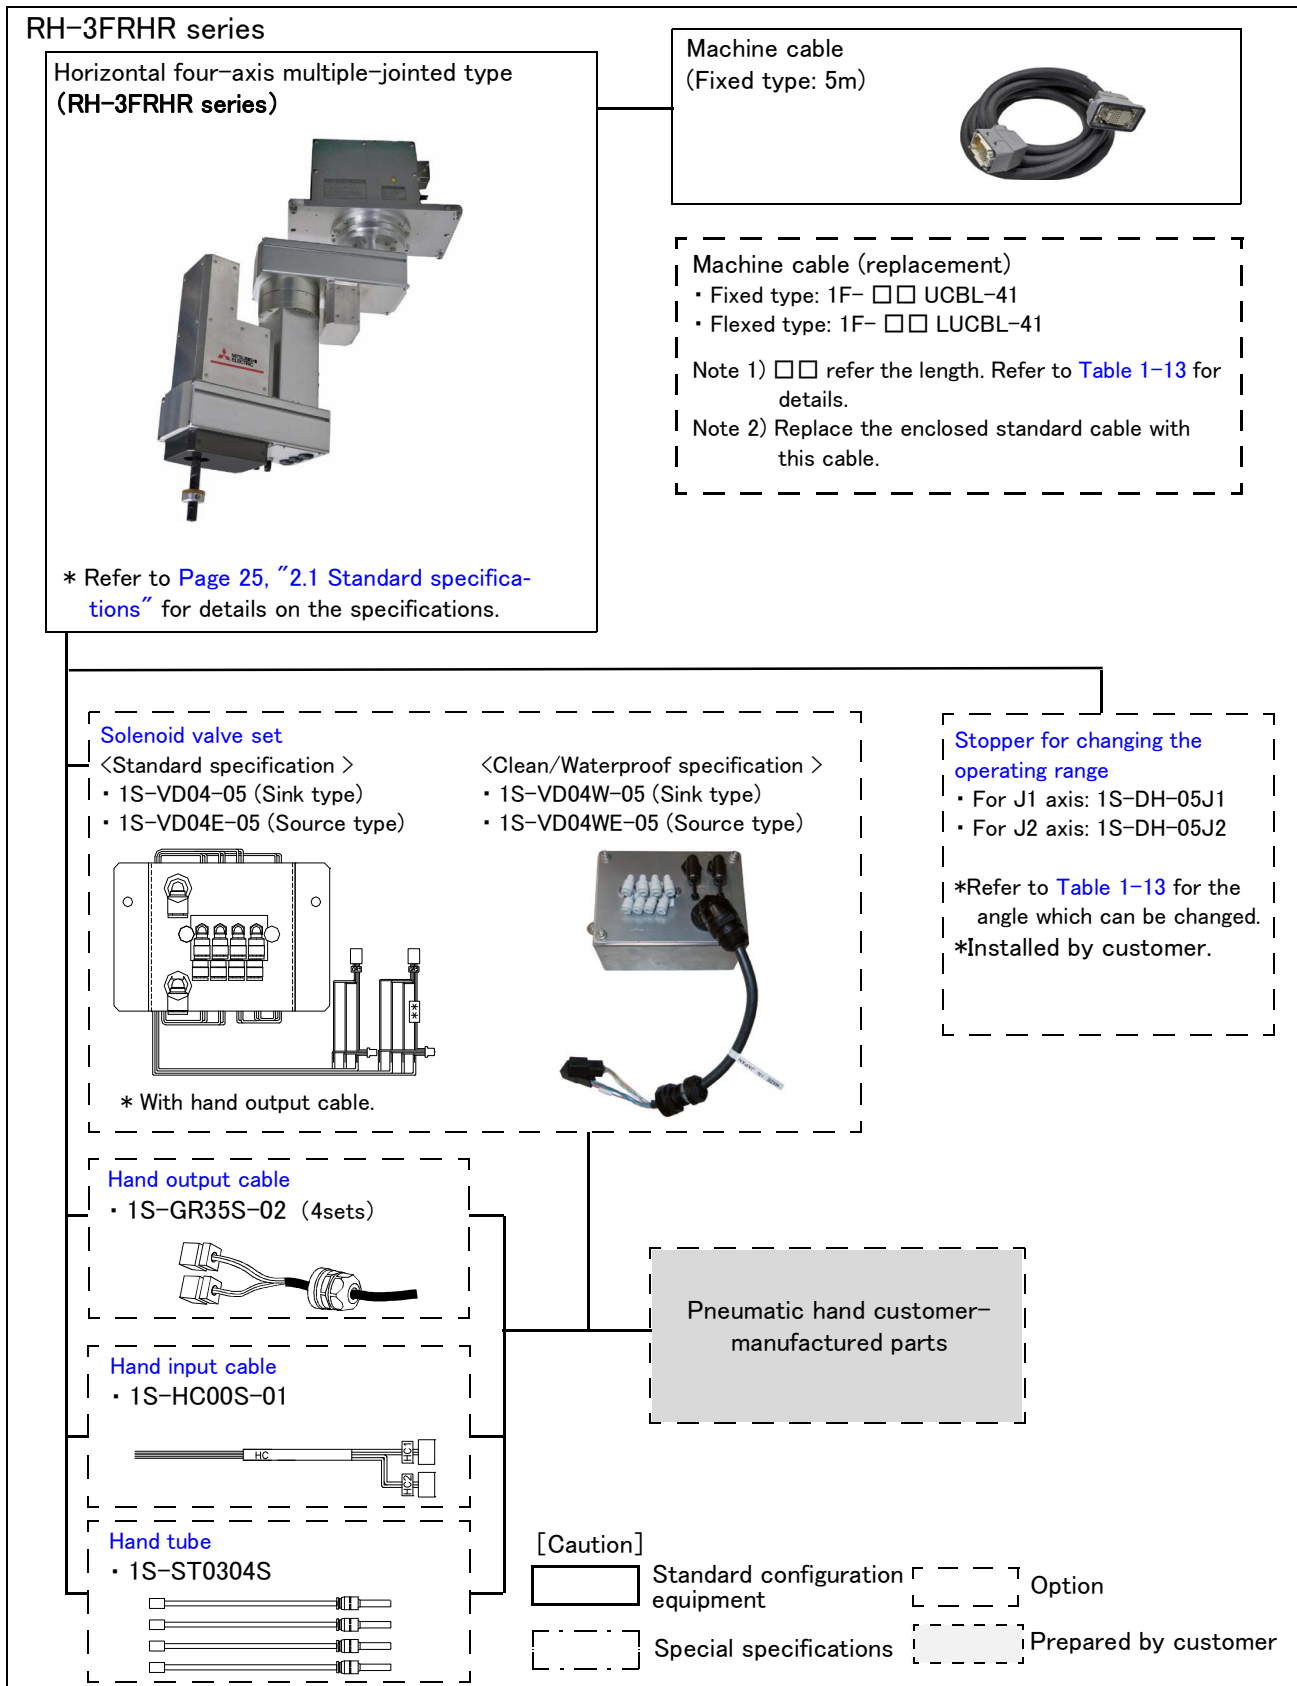 RH-3FRHR series
Horizontal four-axis multiple-jointed type
(RH-3FRHR series)
MITSUBISHI
ELECTRIC
* Refer to Page 25, "2.1 Standard specifica-
tions" for details on the specifications.
Machine cable
(Fixed type: 5m)
Machine cable (replacement)
・Fixed type: 1F- □□ UCBL-41
・Flexed type: 1F- □□ LUCBL-41
Note 1) □□ refer the length. Refer to Table 1-13 for
details.
Note 2) Replace the enclosed standard cable with
this cable.
Solenoid valve set
<Standard specification >
・1S-VD04-05 (Sink type)
・1S-VD04E-05 (Source type)
* *
* With hand output cable.
<Clean/Waterproof specification >
・1S-VD04W-05 (Sink type)
・1S-VD04WE-05 (Source type)
MADE IN JAPAN
Stopper for changing the
operating range
・For J1 axis: 1S-DH-05J1
・For J2 axis: 1S-DH-05J2
*Refer to Table 1-13 for the
angle which can be changed.
*Installed by customer.
Hand output cable
・1S-GR35S-02 (4sets)
Hand input cable
・1S-HC00S-01
HC
HC1
HC2
Hand tube
・1S-ST0304S
Pneumatic hand customer-
manufactured parts
[Caution]
Standard configuration
equipment
Option
Special specifications
Prepared by customer